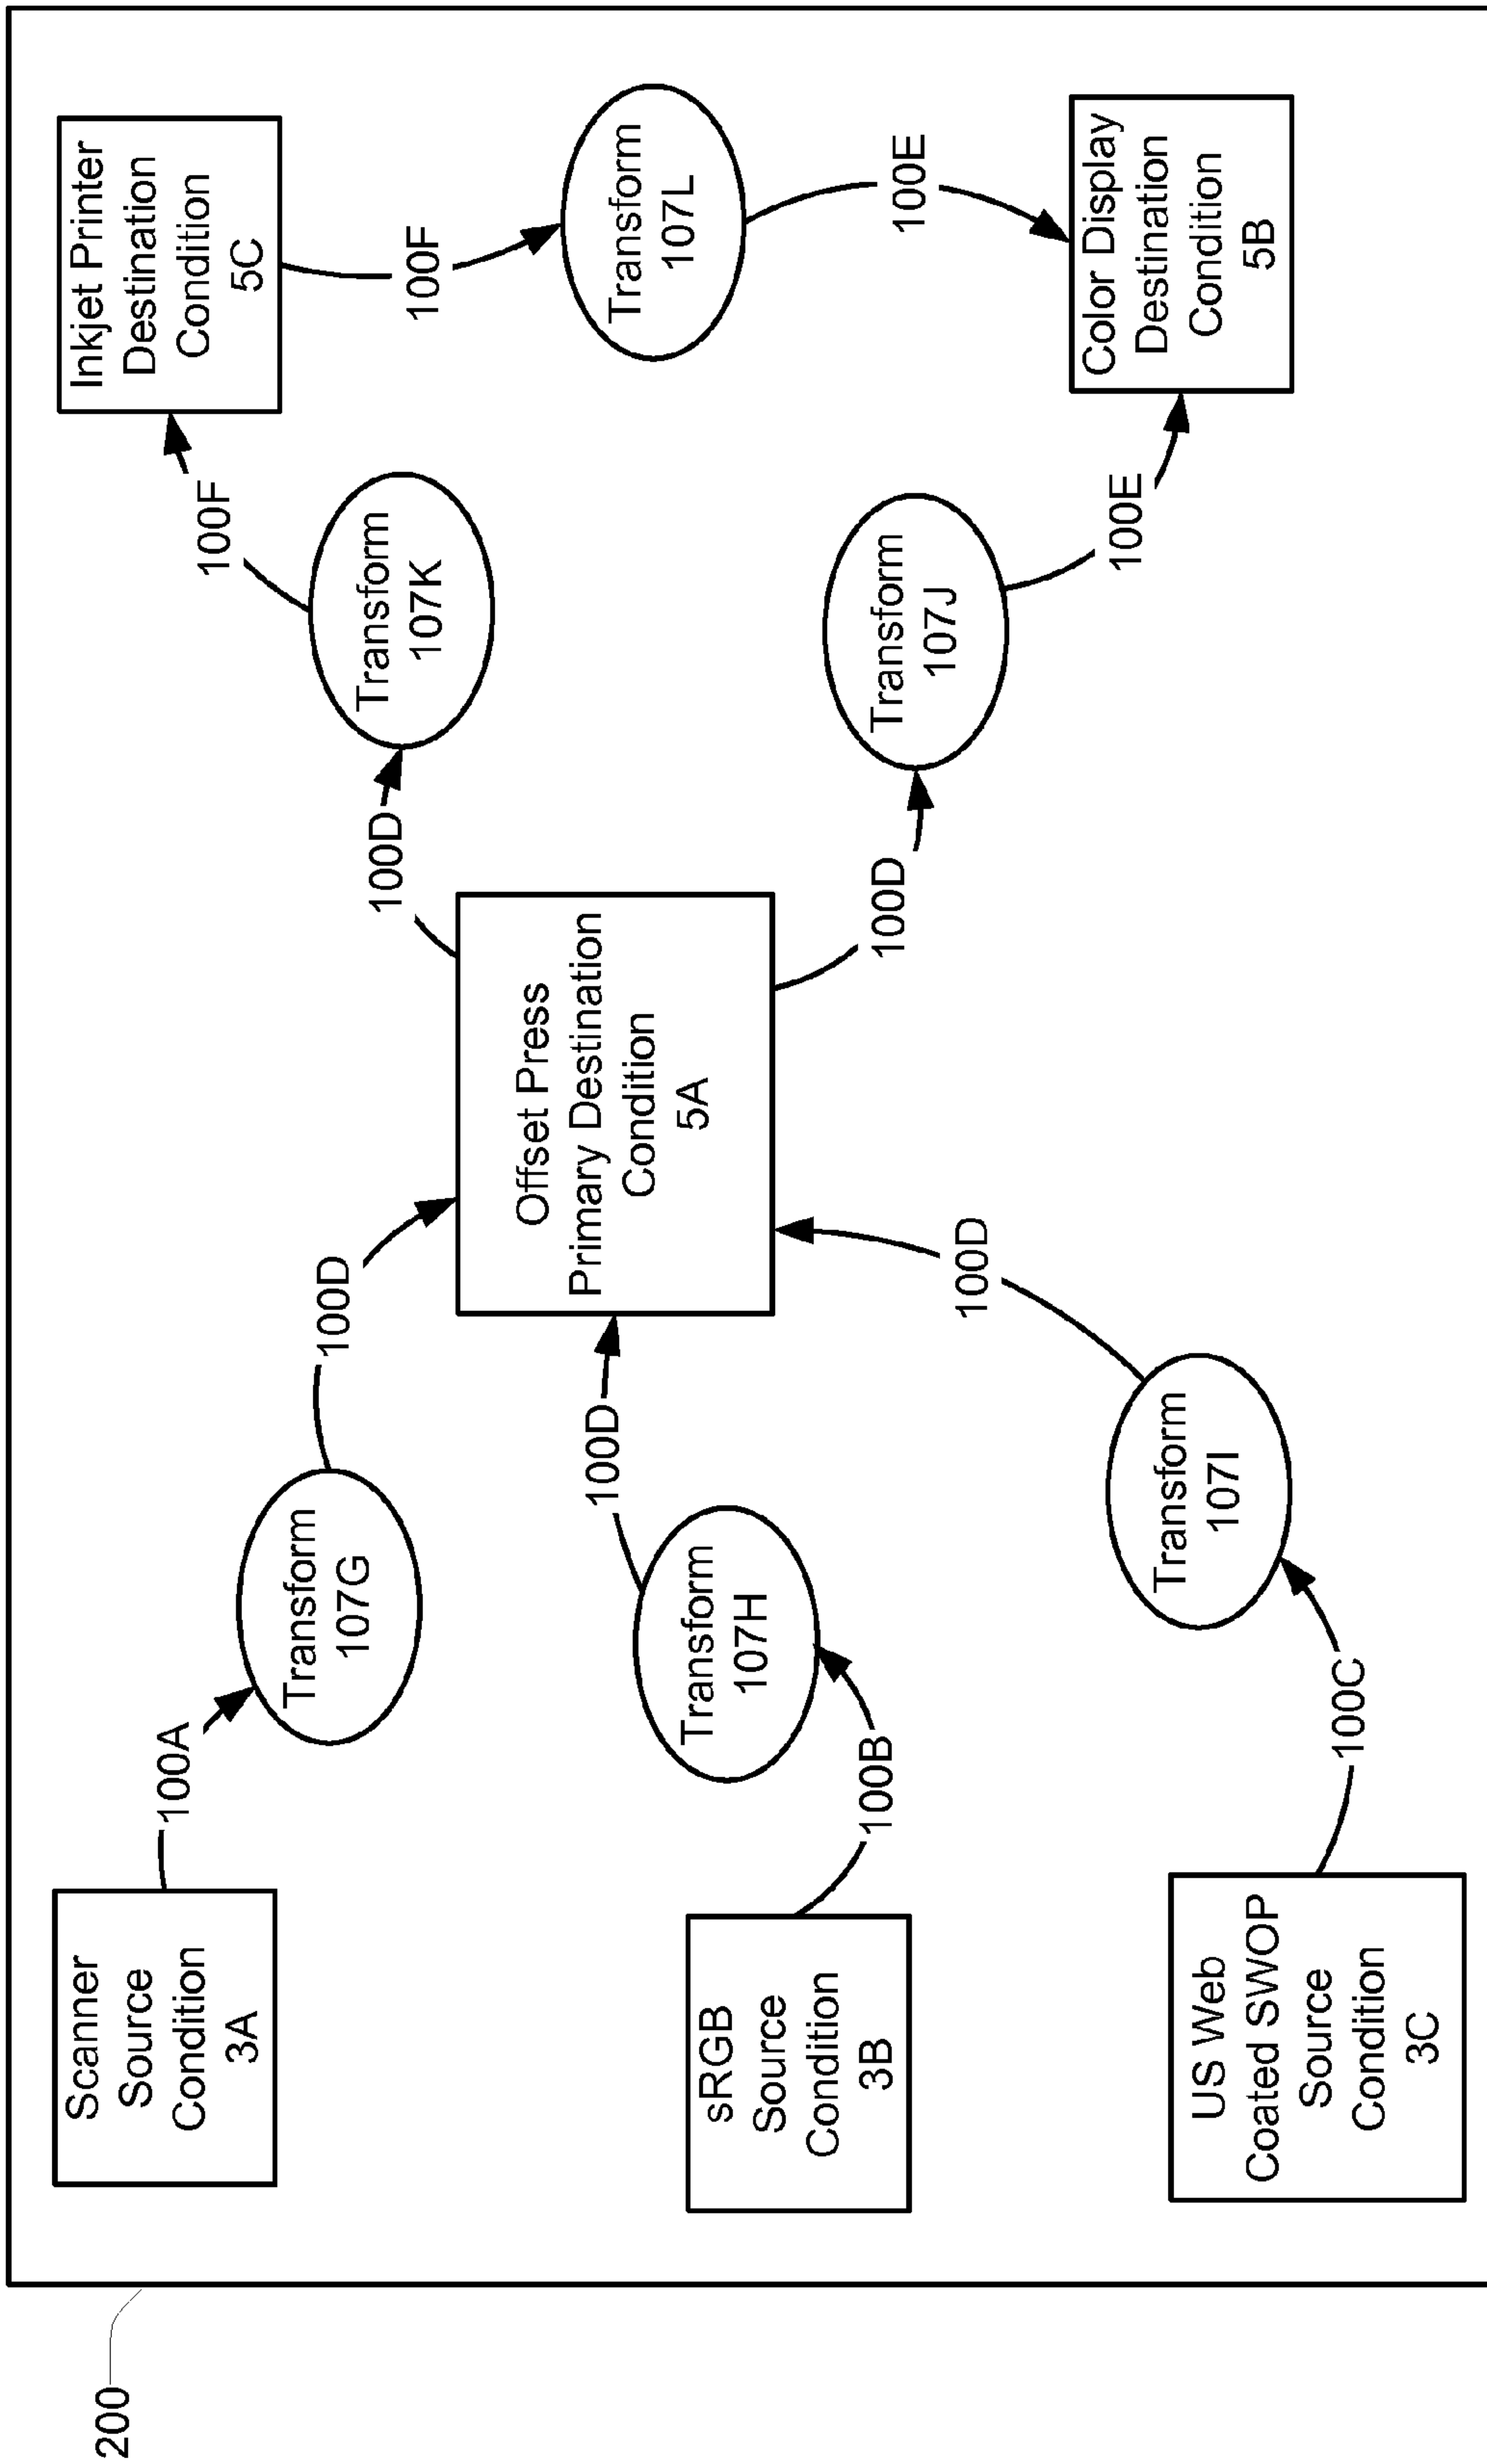 200
Scanner
Source
Condition
3A
100A
Transform
107G
100D
sRGB
Source
Condition
3B
100B
Transform
107H
100D
US Web
Coated SWOP
Source
Condition
3C
100C
Transform
107I
100D
Offset Press
Primary Destination
Condition
5A
100D
Transform
107K
100F
Inkjet Printer
Destination
Condition
5C
100F
Transform
107L
100E
100D
Transform
107J
100E
Color Display
Destination
Condition
5B